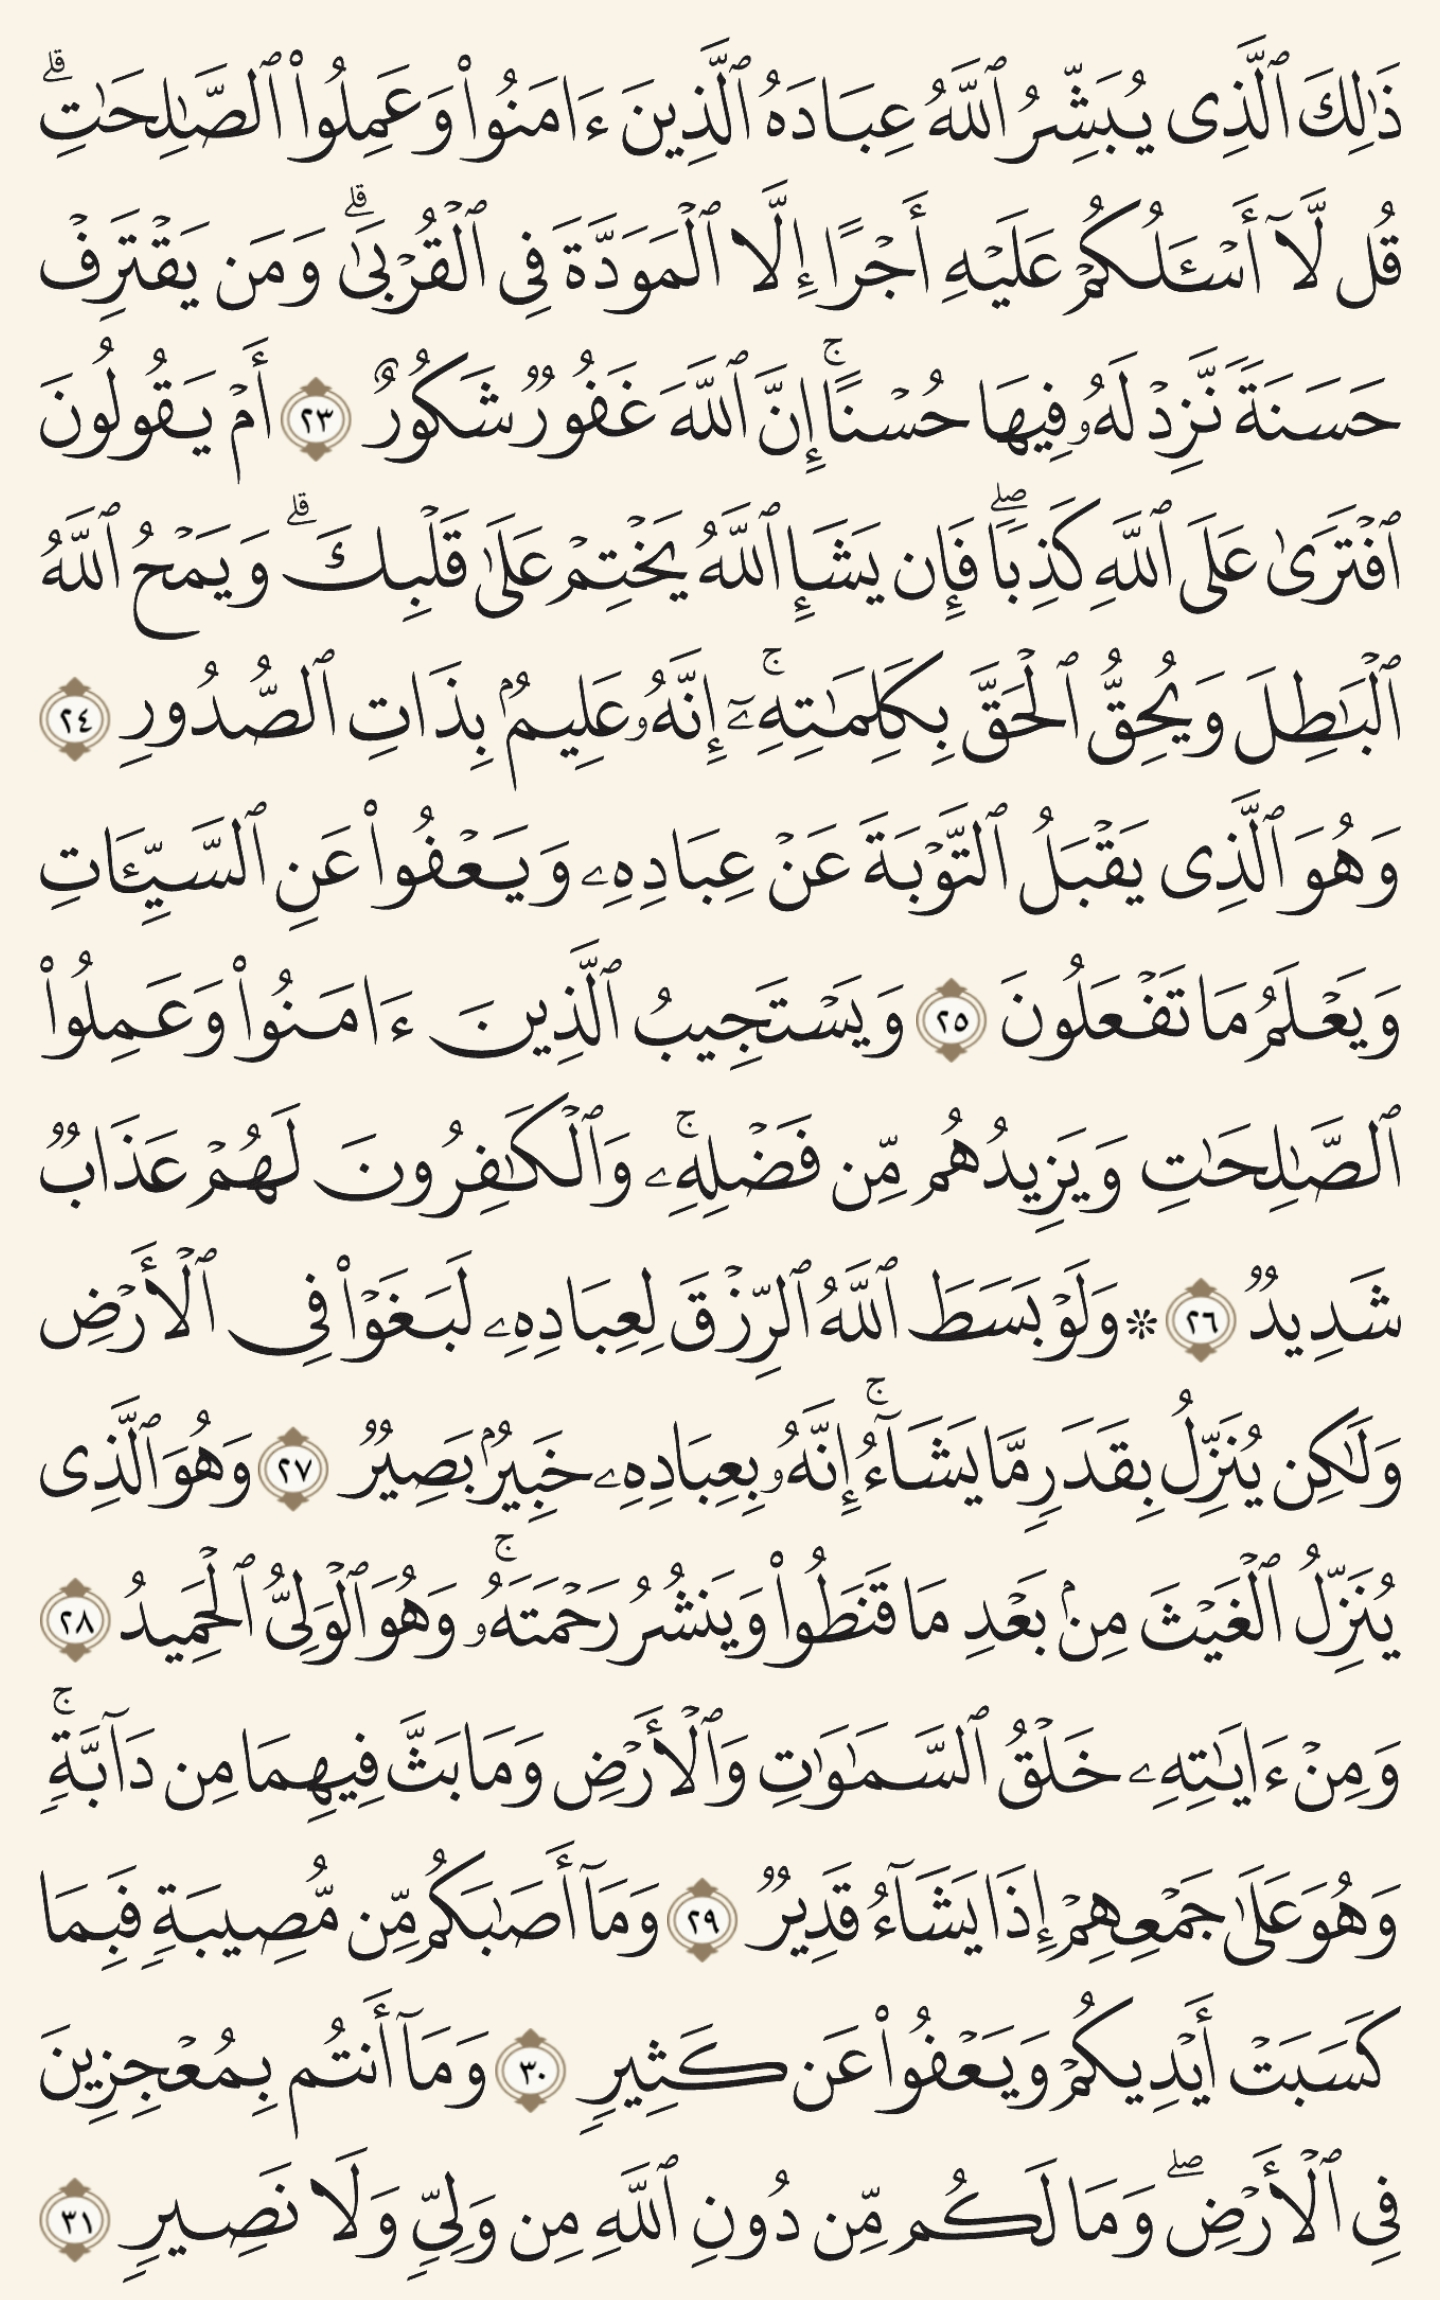 ذَٰلِكَ ٱلَّذِى يُبَشِّرُ ٱللَّهُ عِبَادَهُ ٱلَّذِينَ ءَامَنُوا۟ وَعَمِلُوا۟ ٱلصَّـٰلِحَـٰتِ ۗ
قُل لَّآ أَسْـَٔلُكُمْ عَلَيْهِ أَجْرًا إِلَّا ٱلْمَوَدَّةَ فِى ٱلْقُرْبَىٰ ۗ وَمَن يَقْتَرِفْ
حَسَنَةً نَّزِدْ لَهُۥ فِيهَا حُسْنًا ۚ إِنَّ ٱللَّهَ غَفُورٌ شَكُورٌ ٢٣ أَمْ يَقُولُونَ
ٱفْتَرَىٰ عَلَى ٱللَّهِ كَذِبًا ۖ فَإِن يَشَإِ ٱللَّهُ يَخْتِمْ عَلَىٰ قَلْبِكَ ۗ وَيَمْحُ ٱللَّهُ
ٱلْبَـٰطِلَ وَيُحِقُّ ٱلْحَقَّ بِكَلِمَـٰتِهِۦٓ ۚ إِنَّهُۥ عَلِيمٌۢ بِذَاتِ ٱلصُّدُورِ ٢٤
وَهُوَ ٱلَّذِى يَقْبَلُ ٱلتَّوْبَةَ عَنْ عِبَادِهِۦ وَيَعْفُوا۟ عَنِ ٱلسَّيِّـَٔاتِ
وَيَعْلَمُ مَا تَفْعَلُونَ ٢٥ وَيَسْتَجِيبُ ٱلَّذِينَ ءَامَنُوا۟ وَعَمِلُوا۟
ٱلصَّـٰلِحَـٰتِ وَيَزِيدُهُم مِّن فَضْلِهِۦ ۚ وَٱلْكَـٰفِرُونَ لَهُمْ عَذَابٌ
شَدِيدٌ ٢٦ ۞ وَلَوْ بَسَطَ ٱللَّهُ ٱلرِّزْقَ لِعِبَادِهِۦ لَبَغَوْا۟ فِى ٱلْأَرْضِ
وَلَـٰكِن يُنَزِّلُ بِقَدَرٍ مَّا يَشَآءُ ۚ إِنَّهُۥ بِعِبَادِهِۦ خَبِيرٌۢ بَصِيرٌ ٢٧ وَهُوَ ٱلَّذِى
يُنَزِّلُ ٱلْغَيْثَ مِنۢ بَعْدِ مَا قَنَطُوا۟ وَيَنشُرُ رَحْمَتَهُۥ ۚ وَهُوَ ٱلْوَلِىُّ ٱلْحَمِيدُ ٢٨
وَمِنْ ءَايَـٰتِهِۦ خَلْقُ ٱلسَّمَـٰوَٰتِ وَٱلْأَرْضِ وَمَا بَثَّ فِيهِمَا مِن دَآبَّةٍ ۚ
وَهُوَ عَلَىٰ جَمْعِهِمْ إِذَا يَشَآءُ قَدِيرٌ ٢٩ وَمَآ أَصَـٰبَكُم مِّن مُّصِيبَةٍ فَبِمَا
كَسَبَتْ أَيْدِيكُمْ وَيَعْفُوا۟ عَن كَثِيرٍ ٣٠ وَمَآ أَنتُم بِمُعْجِزِينَ
فِى ٱلْأَرْضِ ۖ وَمَا لَكُم مِّن دُونِ ٱللَّهِ مِن وَلِىٍّ وَلَا نَصِيرٍ ٣١